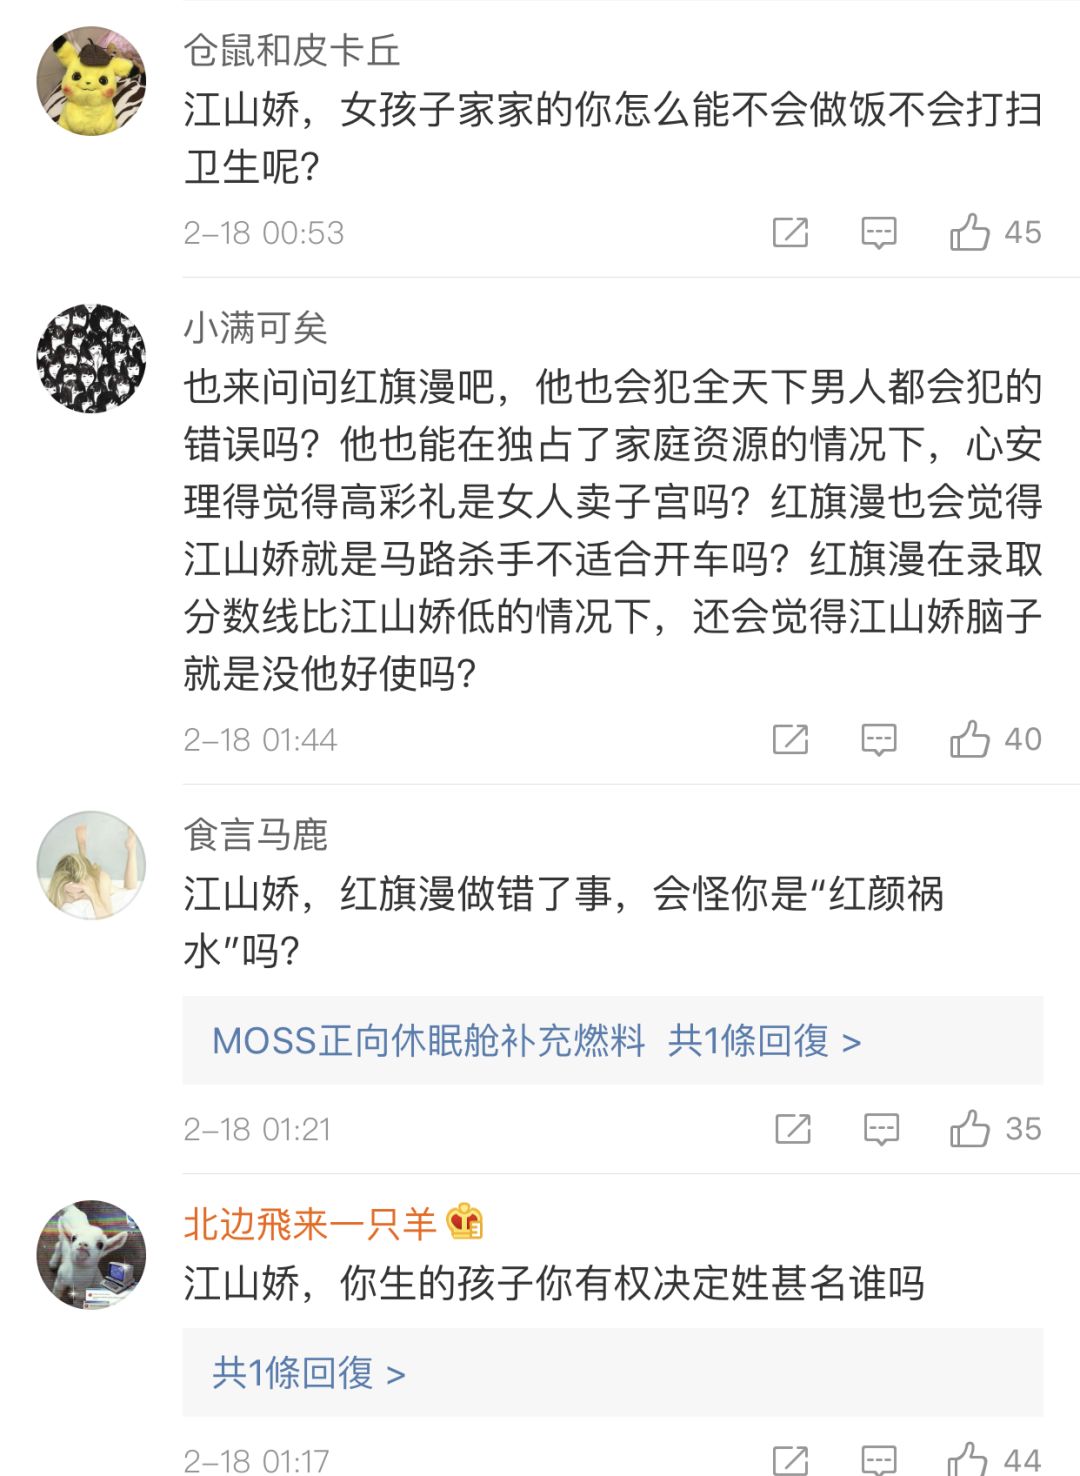 仓鼠和皮卡丘
江山娇，女孩子家家的你怎么能不会做饭不会打扫
卫生呢？
2-18 00:53
45
小满可矣
也来问问红旗漫吧，他也会犯全天下男人都会犯的
错误吗？他也能在独占了家庭资源的情况下，心安
理得觉得高彩礼是女人卖子宫吗？红旗漫也会觉得
江山娇就是马路杀手不适合开车吗？红旗漫在录取
分数线比江山娇低的情况下，还会觉得江山娇脑子
就是没他好使吗？
2-18 01:44
40
食言马鹿
江山娇，红旗漫做错了事，会怪你是“红颜祸
水”吗？
MOSS正向休眠舱补充燃料 共1條回復 >
2-18 01:21
35
北边飛来一只羊
江山娇，你生的孩子你有权决定姓甚名谁吗
共1條回復 >
2-18 01:17
44